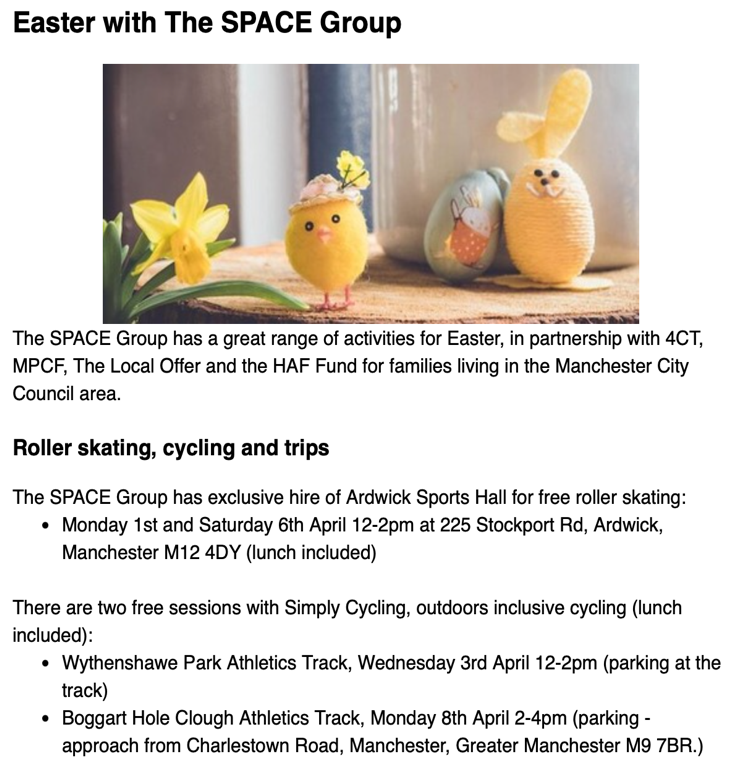 Easter with The SPACE Group
The SPACE Group has a great range of activities for Easter, in partnership with 4CT,
MPCF, The Local Offer and the HAF Fund for families living in the Manchester City
Council area.
Roller skating, cycling and trips
The SPACE Group has exclusive hire of Ardwick Sports Hall for free roller skating:
• Monday 1st and Saturday 6th April 12-2pm at 225 Stockport Rd, Ardwick,
Manchester M12 4DY (lunch included)
There are two free sessions with Simply Cycling, outdoors inclusive cycling (lunch
included):
• Wythenshawe Park Athletics Track, Wednesday 3rd April 12-2pm (parking at the
track)
• Boggart Hole Clough Athletics Track, Monday 8th April 2-4pm (parking -
approach from Charlestown Road, Manchester, Greater Manchester M9 7BR.)